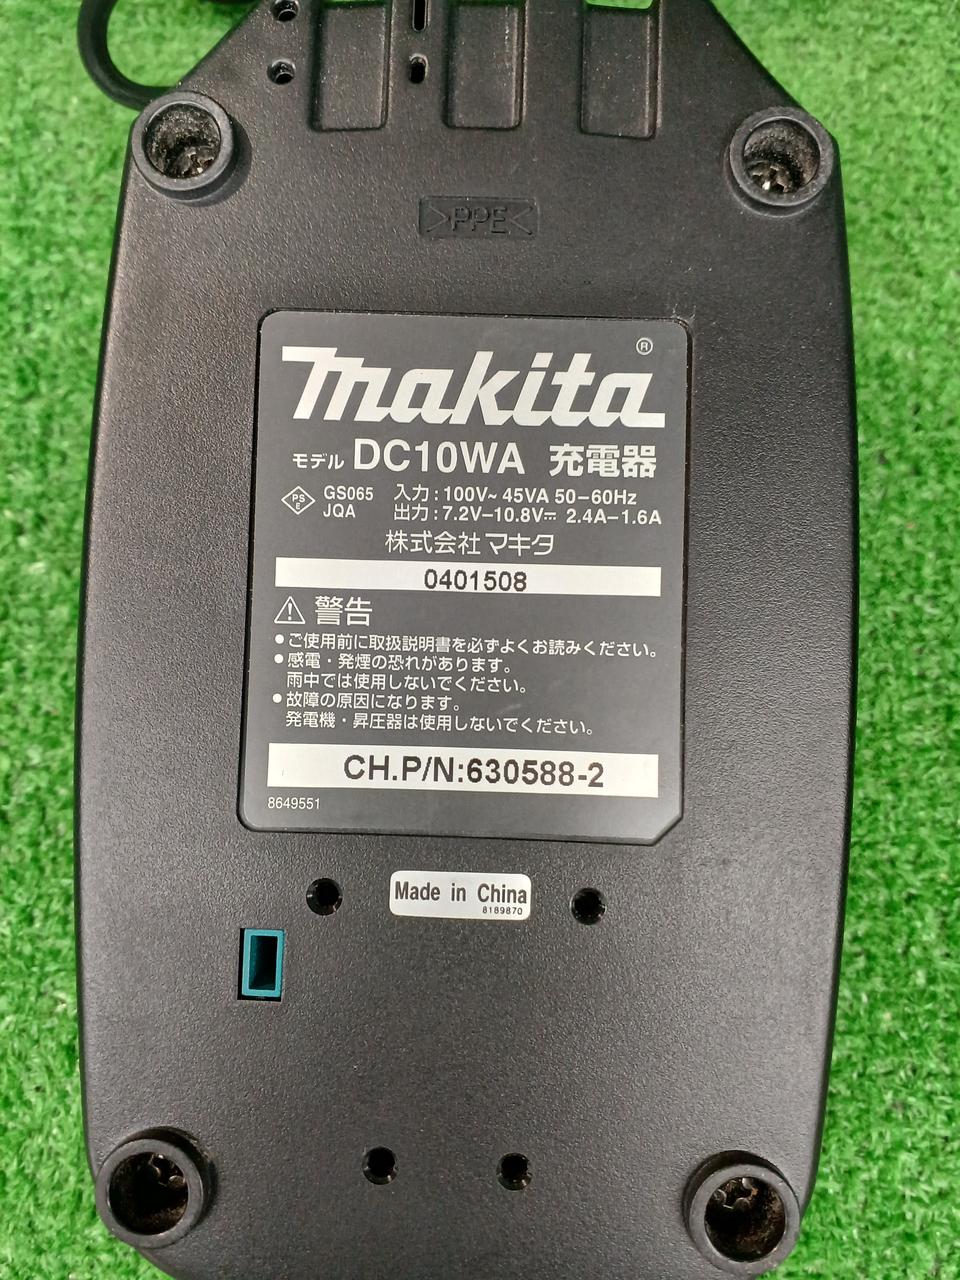 >PPE<
makita®
モデル DC10WA 充電器
PSE GS065 入力:100V~ 45VA 50-60Hz
JQA 出力:7.2V-10.8V⎓ 2.4A-1.6A
株式会社マキタ
0401508
⚠ 警告
●ご使用前に取扱説明書を必ずよくお読みください。
●感電・発煙の恐れがあります。
雨中では使用しないでください。
●故障の原因になります。
発電機・昇圧器は使用しないでください。
CH.P/N:630588-2
8649551
Made in China
8189870